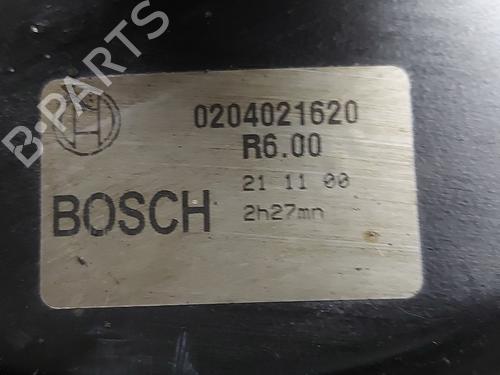 B-PARTS
0204021620
R6.00
21 11 00
BOSCH
2h27mn